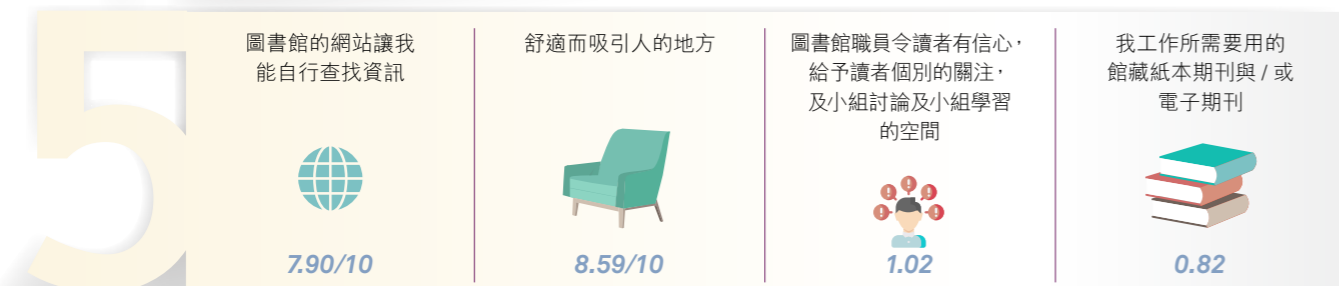 5
圖書館的網站讓我
能自行查找資訊
7.90/10
舒適而吸引人的地方
8.59/10
圖書館職員令讀者有信心，
給予讀者個別的關注，
及小組討論及小組學習
的空間
1.02
我工作所需要用的
館藏紙本期刊與 / 或
電子期刊
0.82